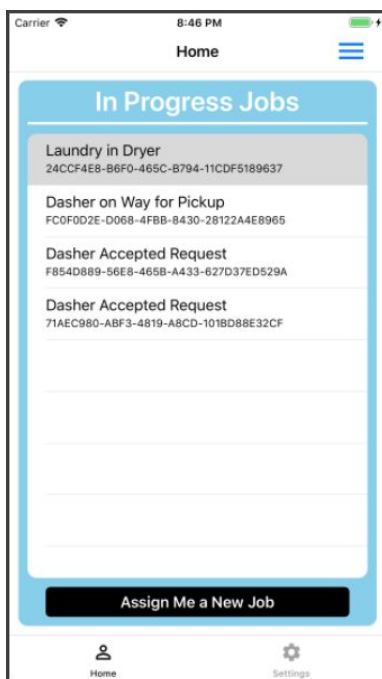 Carrier
8:46 PM
Home
In Progress Jobs
Laundry in Dryer
24CCF4E8-B6F0-465C-B794-11CDF5189637
Dasher on Way for Pickup
FC0F0D2E-D068-4FBB-8430-28122A4E8965
Dasher Accepted Request
F854D889-56E8-465B-A433-627D37ED529A
Dasher Accepted Request
71AEC980-ABF3-4819-A8CD-101BD88E32CF
Assign Me a New Job
Home
Settings